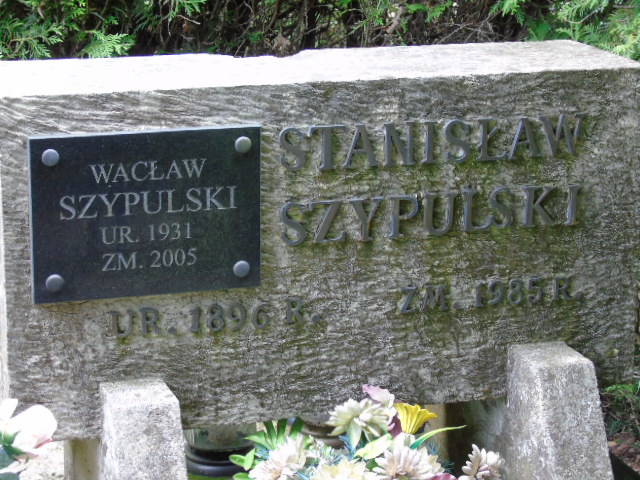 WACŁAW
SZYPULSKI
UR. 1931
ZM. 2005
STANISŁAW
SZYPULSKI
UR. 1896 R. ZM. 1985 R.